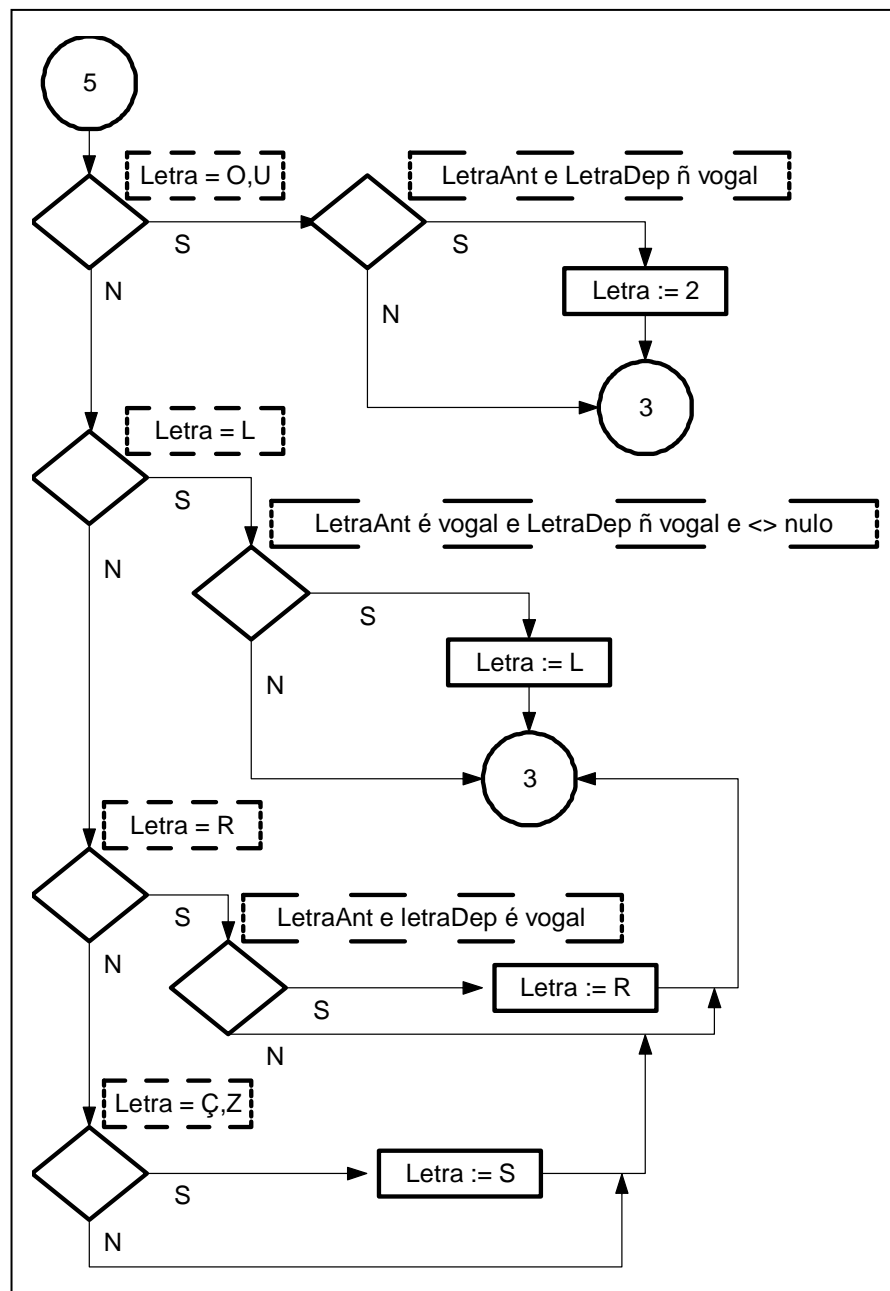 5
Letra = O,U
LetraAnt e LetraDep ñ vogal
S
S
N
Letra := 2
N
3
Letra = L
S
LetraAnt é vogal e LetraDep ñ vogal e <> nulo
N
S
Letra := L
N
3
Letra = R
S
LetraAnt e letraDep é vogal
N
Letra := R
S
N
Letra = Ç,Z
Letra := S
S
N